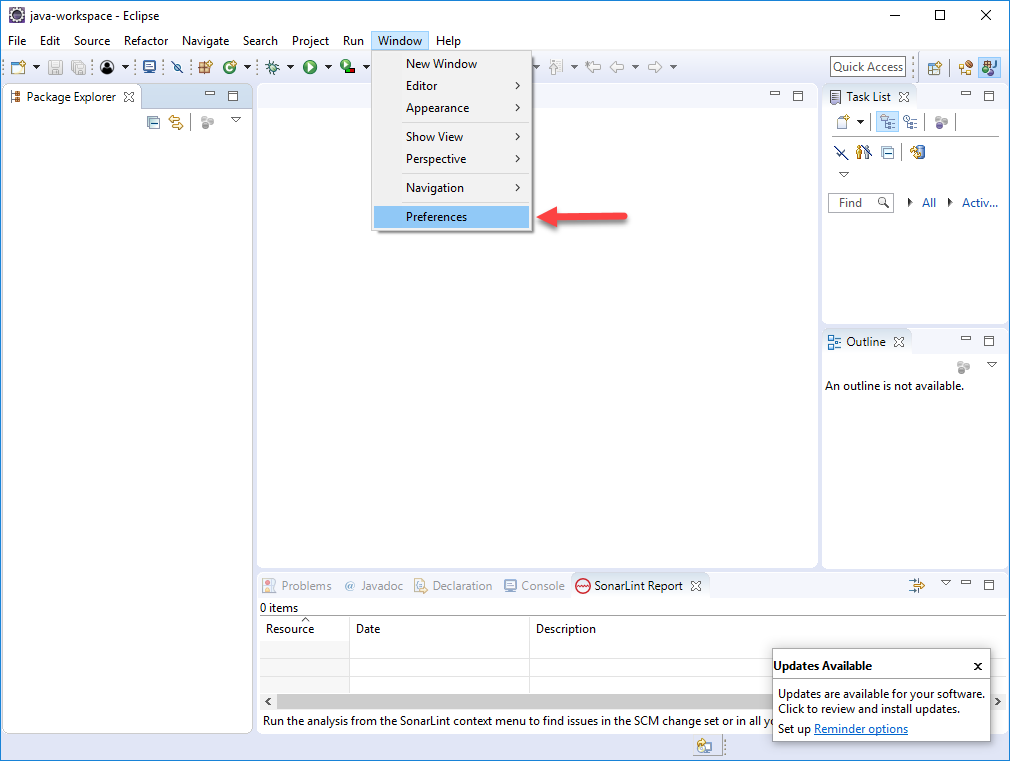 java-workspace - Eclipse
File Edit Source Refactor Navigate Search Project Run Window Help
New Window
Editor
Appearance
Show View
Perspective
Navigation
Preferences
Quick Access
Package Explorer
Task List
Find
All
Activ...
Outline
An outline is not available.
Problems @ Javadoc Declaration Console SonarLint Report
0 items
Resource Date Description
Run the analysis from the SonarLint context menu to find issues in the SCM change set or in all yo
Updates Available
Updates are available for your software.
Click to review and install updates.
Set up Reminder options